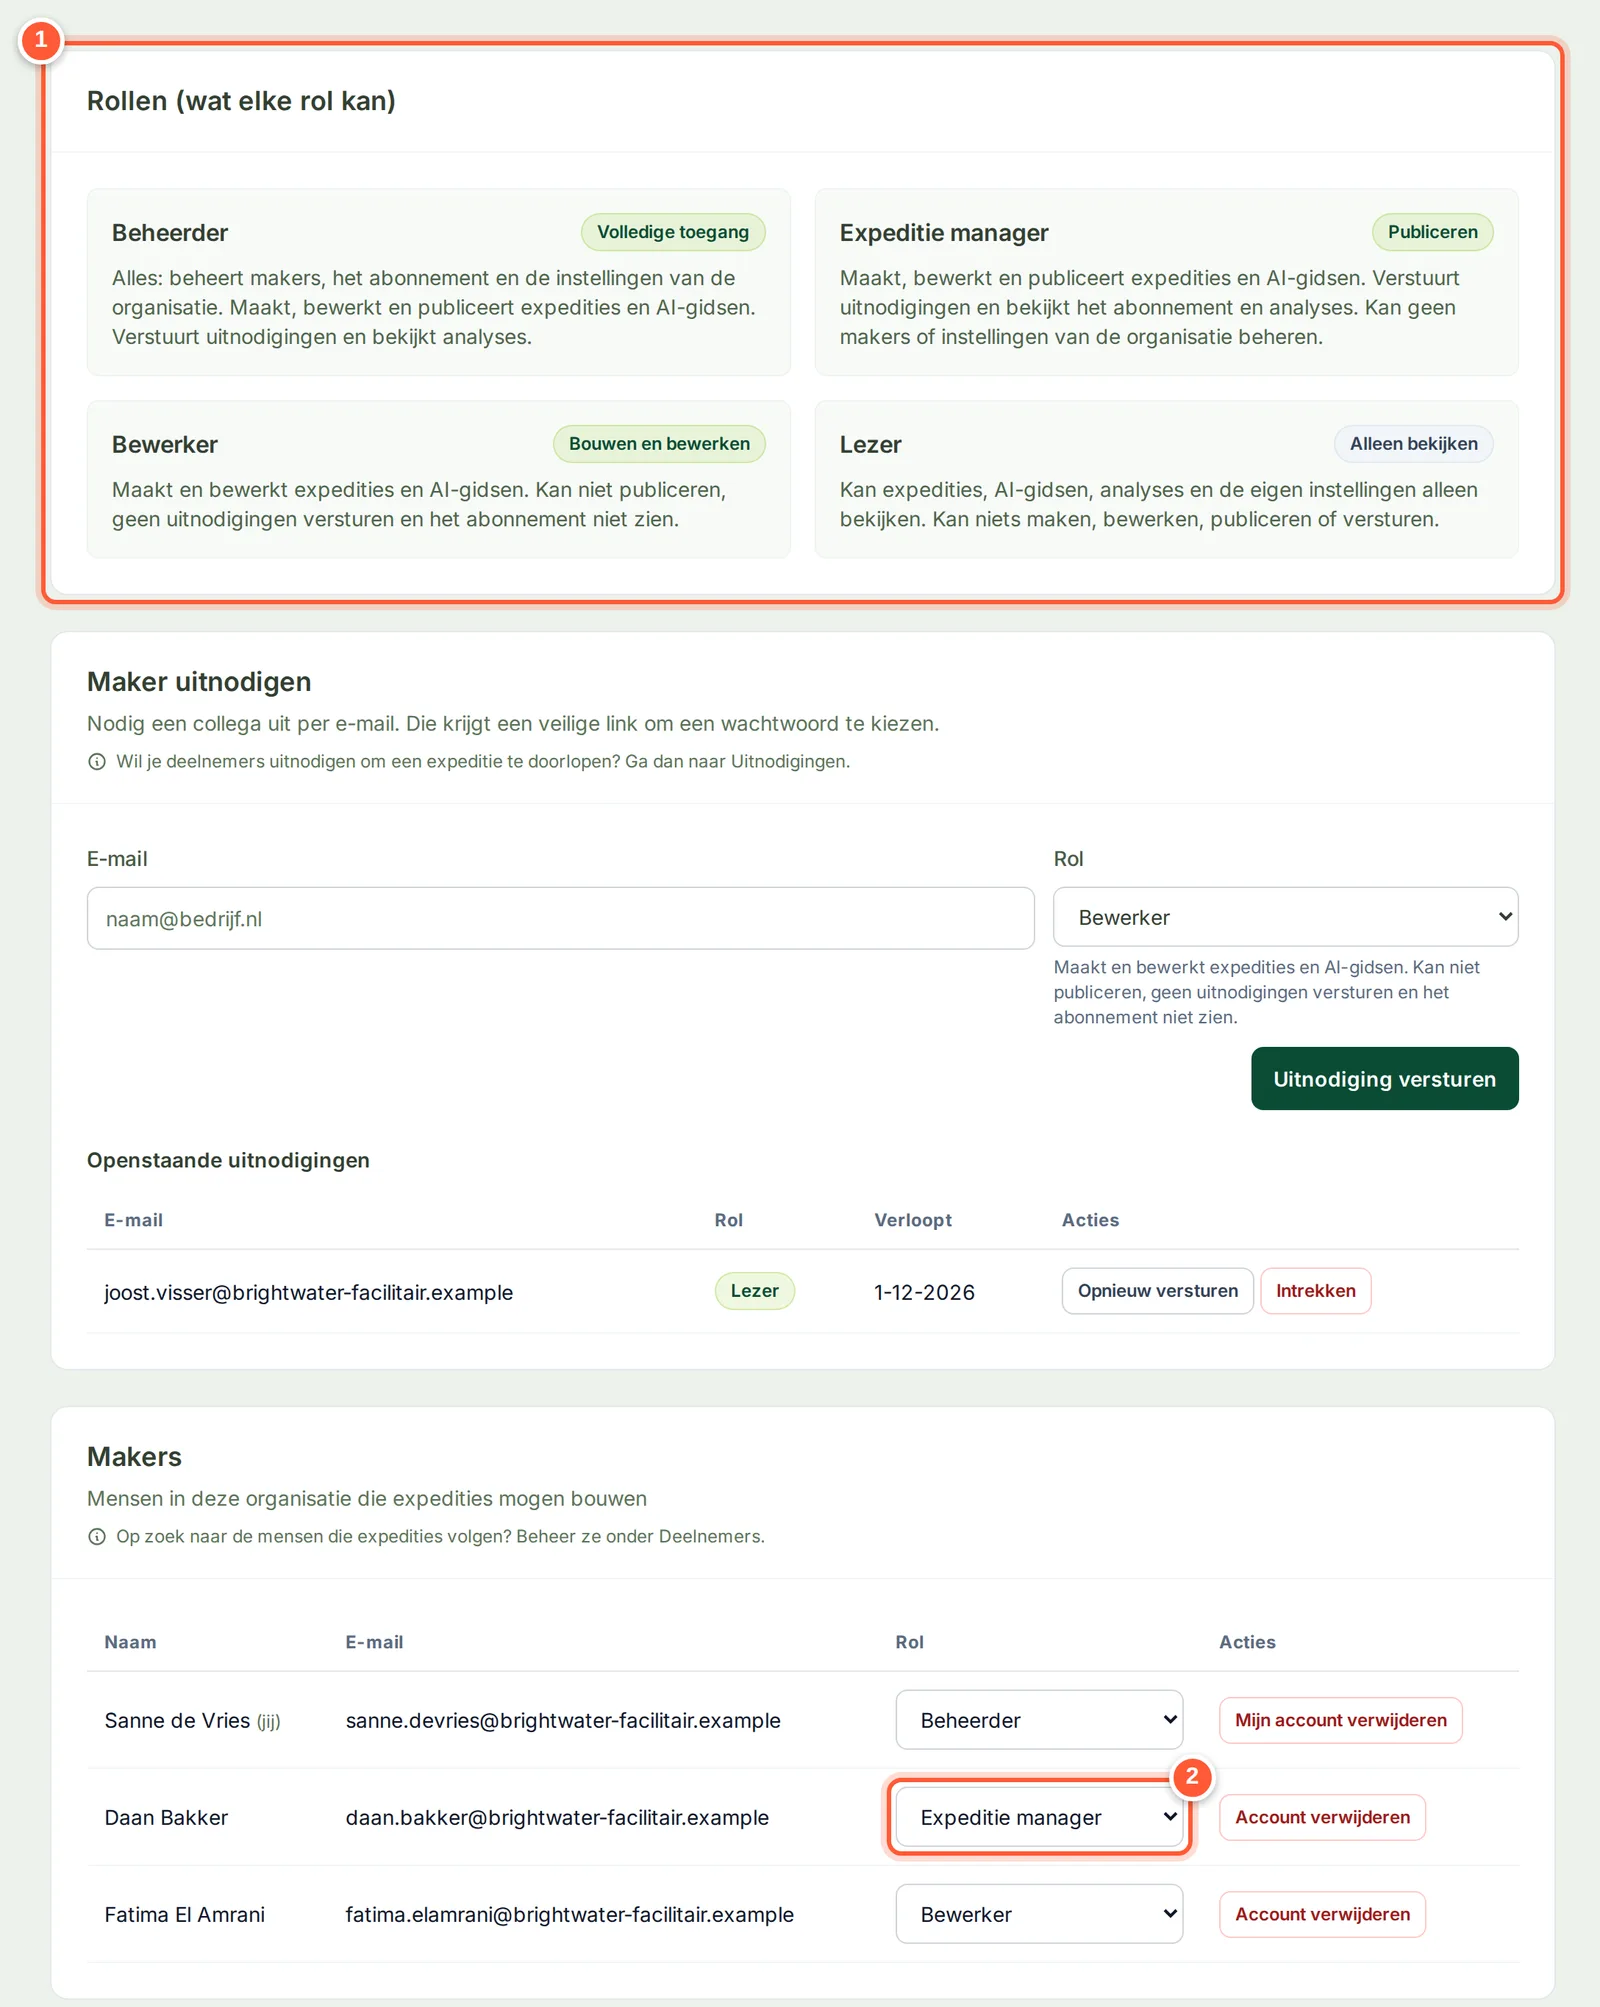 1
Rollen (wat elke rol kan)
Beheerder
Volledige toegang
Alles: beheert makers, het abonnement en de instellingen van de
organisatie. Maakt, bewerkt en publiceert expedities en AI-gidsen.
Verstuurt uitnodigingen en bekijkt analyses.
Expeditie manager
Publiceren
Maakt, bewerkt en publiceert expedities en AI-gidsen. Verstuurt
uitnodigingen en bekijkt het abonnement en analyses. Kan geen
makers of instellingen van de organisatie beheren.
Bewerker
Bouwen en bewerken
Maakt en bewerkt expedities en AI-gidsen. Kan niet publiceren,
geen uitnodigingen versturen en het abonnement niet zien.
Lezer
Alleen bekijken
Kan expedities, AI-gidsen, analyses en de eigen instellingen alleen
bekijken. Kan niets maken, bewerken, publiceren of versturen.
Maker uitnodigen
Nodig een collega uit per e-mail. Die krijgt een veilige link om een wachtwoord te kiezen.
Wil je deelnemers uitnodigen om een expeditie te doorlopen? Ga dan naar Uitnodigingen.
E-mail
naam@bedrijf.nl
Rol
Bewerker
Maakt en bewerkt expedities en AI-gidsen. Kan niet
publiceren, geen uitnodigingen versturen en het
abonnement niet zien.
Uitnodiging versturen
Openstaande uitnodigingen
E-mail Rol Verloopt Acties
joost.visser@brightwater-facilitair.example Lezer 1-12-2026 Opnieuw versturen Intrekken
Makers
Mensen in deze organisatie die expedities mogen bouwen
Op zoek naar de mensen die expedities volgen? Beheer ze onder Deelnemers.
Naam E-mail Rol Acties
Sanne de Vries (jij) sanne.devries@brightwater-facilitair.example Beheerder Mijn account verwijderen
2
Daan Bakker daan.bakker@brightwater-facilitair.example Expeditie manager Account verwijderen
Fatima El Amrani fatima.elamrani@brightwater-facilitair.example Bewerker Account verwijderen